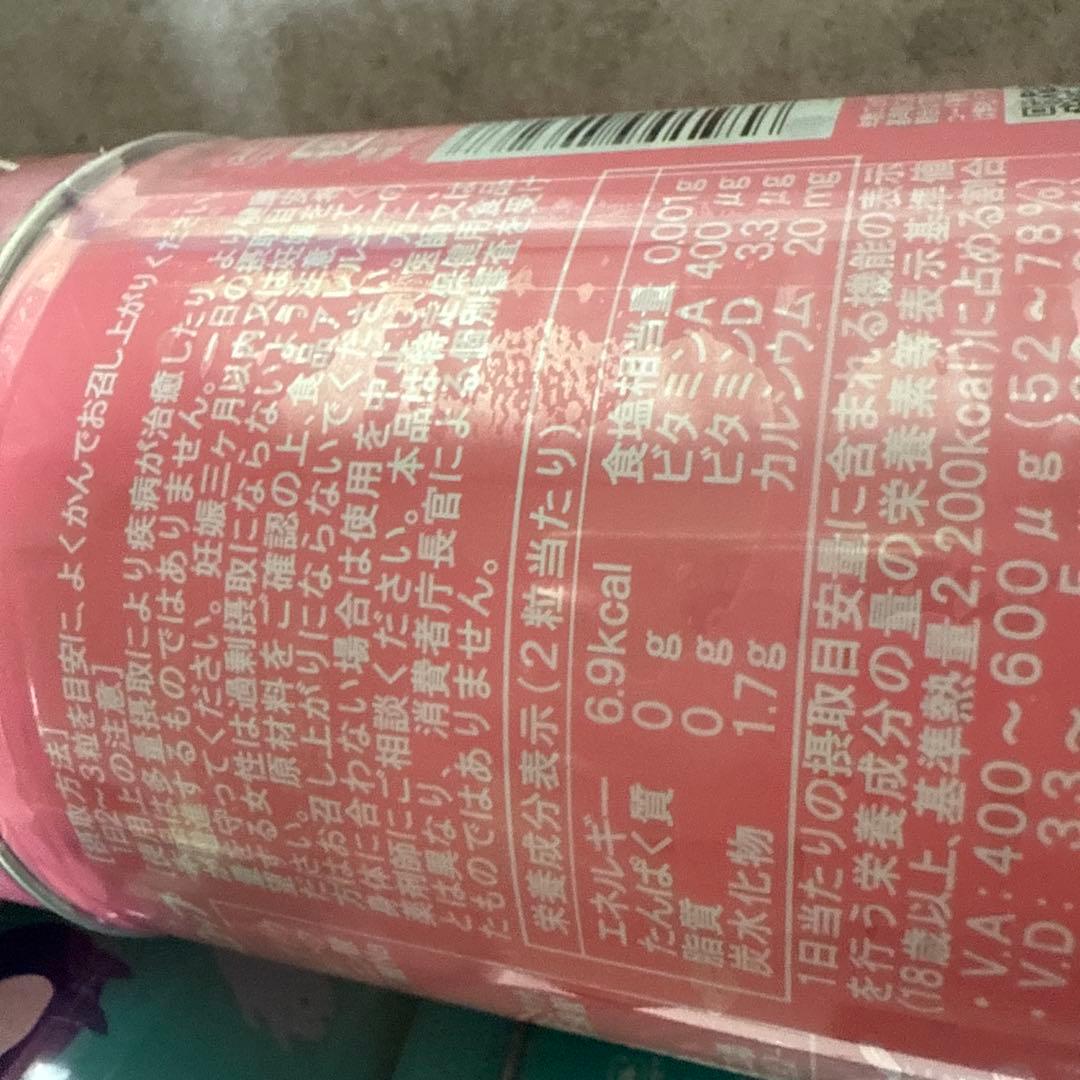 [摂取方法]
1日2～3粒を目安に、よくかんでお召し上がりください
[使用上の注意]
本品は多量摂取により疾病が治癒したり、より健康
が増進するものではありません。一日の摂取目安
量を守ってください。妊娠三ヶ月以内又は妊娠を希
望する女性は過剰摂取にならないよう注意してく
ださい。原材料をご確認の上、食品アレルギーの
方はお召し上がりにならないでください。
身体に合わない場合は使用を中止し、医師又は
薬剤師にご相談ください。本品は、特定保健用食品
とは異なり、消費者庁長官による個別審査を受け
たものではありません。
栄養成分表示(2粒当たり)
エネルギー 6.9kcal 食塩相当量 0.001g
たんぱく質 0 g ビタミンA 400 μg
脂質 0 g ビタミンD 3.3 μg
炭水化物 1.7g カルシウム 20 mg
1日当たりの摂取目安量に含まれる機能の表示
を行う栄養成分の量の栄養素等表示基準値
(18歳以上、基準熱量2,200kcal)に占める割合
・V.A:400～600μg(52～78%)
・V.D:3.3～